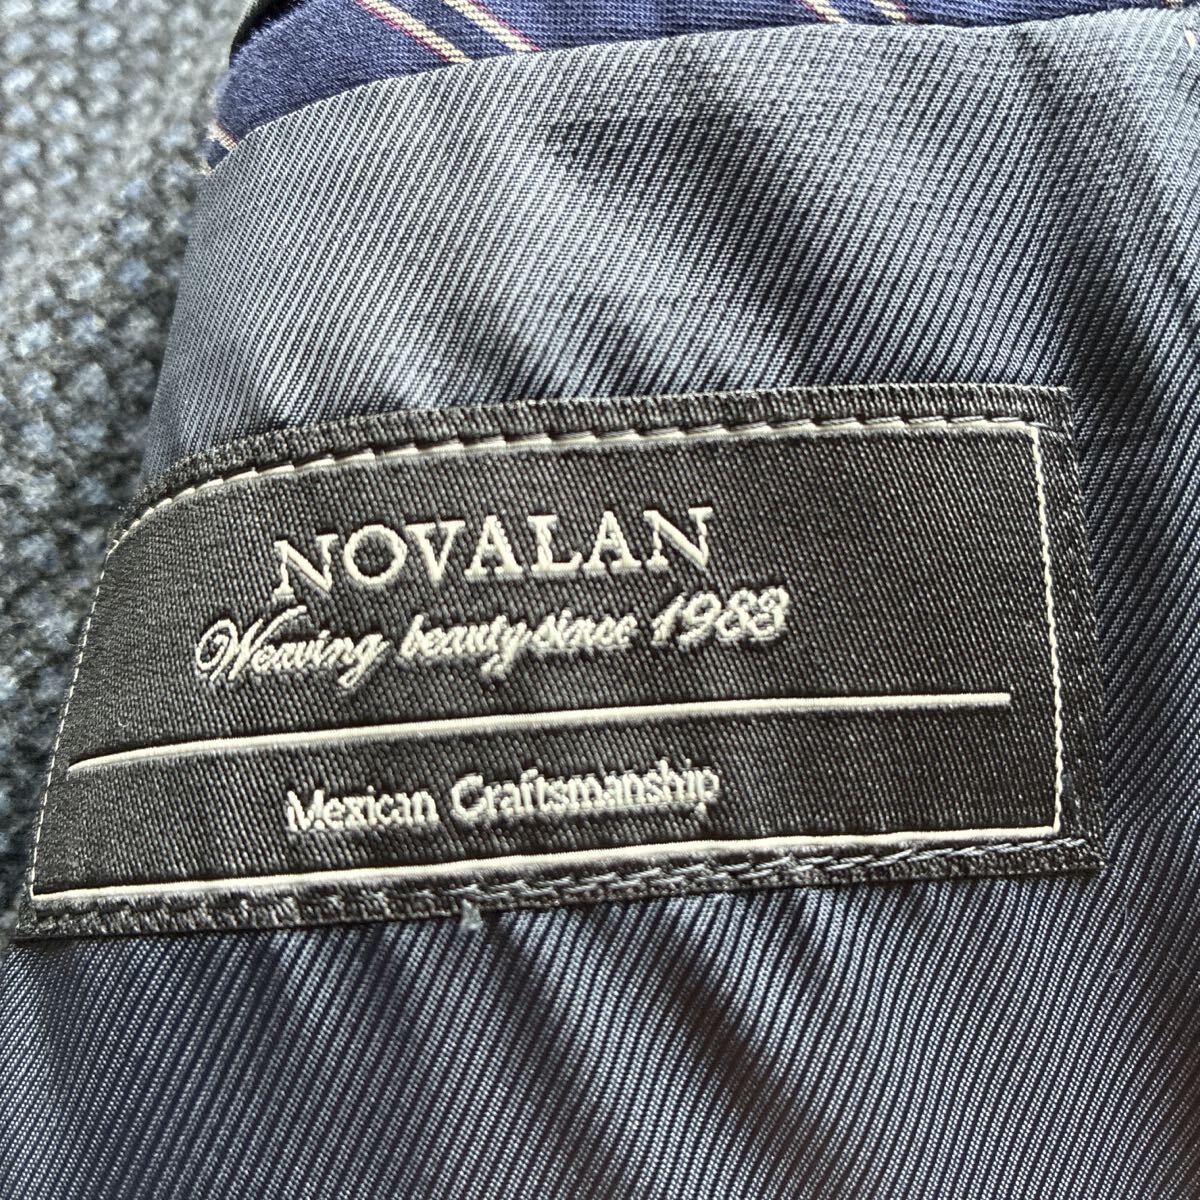 NOVALAN
Weaving beauty since 1983
Mexican Craftsmanship